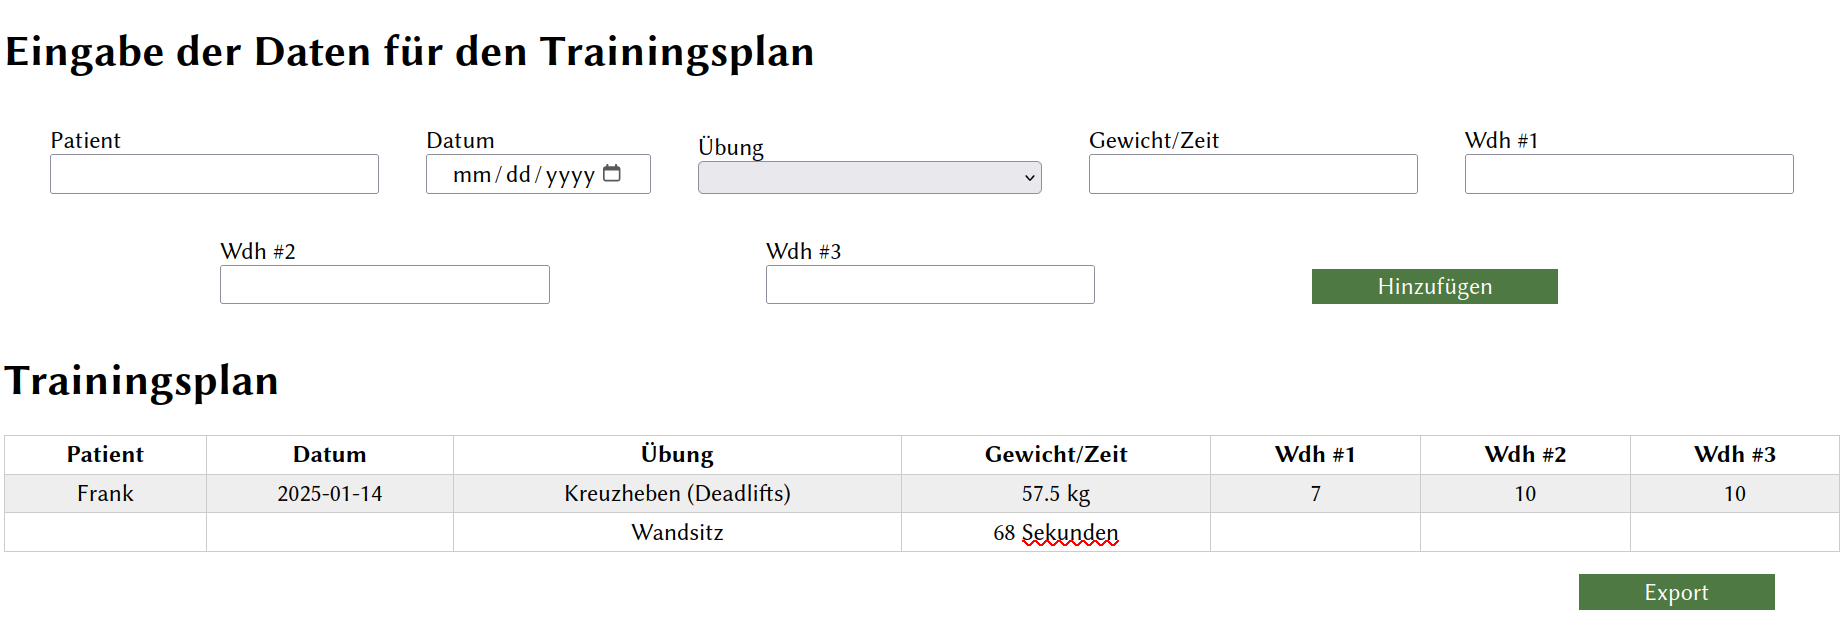 Eingabe der Daten für den Trainingsplan
Patient Datum Übung Gewicht/Zeit Wdh #1
mm/dd/yyyy
Wdh #2 Wdh #3
Hinzufügen
Trainingsplan
Patient Datum Übung Gewicht/Zeit Wdh #1 Wdh #2 Wdh #3
Frank 2025-01-14 Kreuzheben (Deadlifts) 57.5 kg 7 10 10
Wandsitz 68 Sekunden
Export